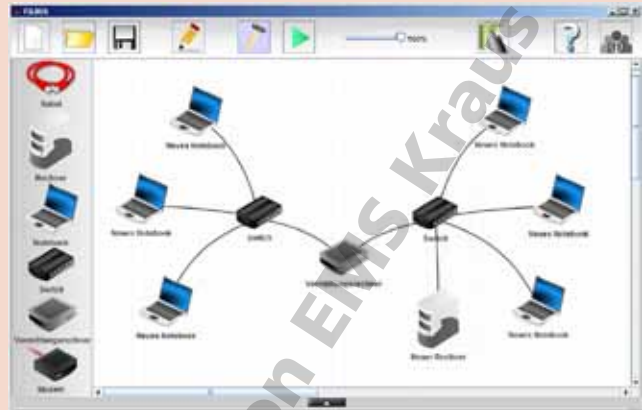 FILIUS
100%
Kabel
Rechner
Notebook
Switch
Vermittlungsrechner
Modem
Neues Notebook
Neues Notebook
Neues Notebook
Neues Notebook
Switch
Switch
Neues Notebook
Vermittlungsrechner
Neues Notebook
Neuer Rechner
on EMS Kraus